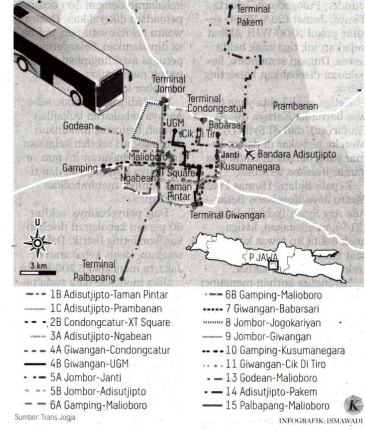 Terminal
Pakem
Terminal
Jombor
Terminal
Condongcatur
Prambanan
Godean
UGM
Babarsari
Cik Di Tiro
Janti
Bandara Adisutjipto
Malioboro
Gamping
XT
Square
Kusumanegara
Ngabean
Taman
Pintar
Terminal Giwangan
U
3 km
Terminal
Palbapang
P JAWA
1B Adisutjipto-Taman Pintar
1C Adisutjipto-Prambanan
2B Condongcatur-XT Square
3A Adisutjipto-Ngabean
4A Giwangan-Condongcatur
4B Giwangan-UGM
5A Jombor-Janti
5B Jombor-Adisutjipto
6A Gamping-Malioboro
6B Gamping-Malioboro
7 Giwangan-Babarsari
8 Jombor-Jogokariyan
9 Jombor-Giwangan
10 Gamping-Kusumanegara
11 Giwangan-Cik Di Tiro
13 Godean-Malioboro
14 Adisutjipto-Pakem
15 Palbapang-Malioboro
K
Sumber: Trans Jogja
INFOGRAFIK: ISMAWADI